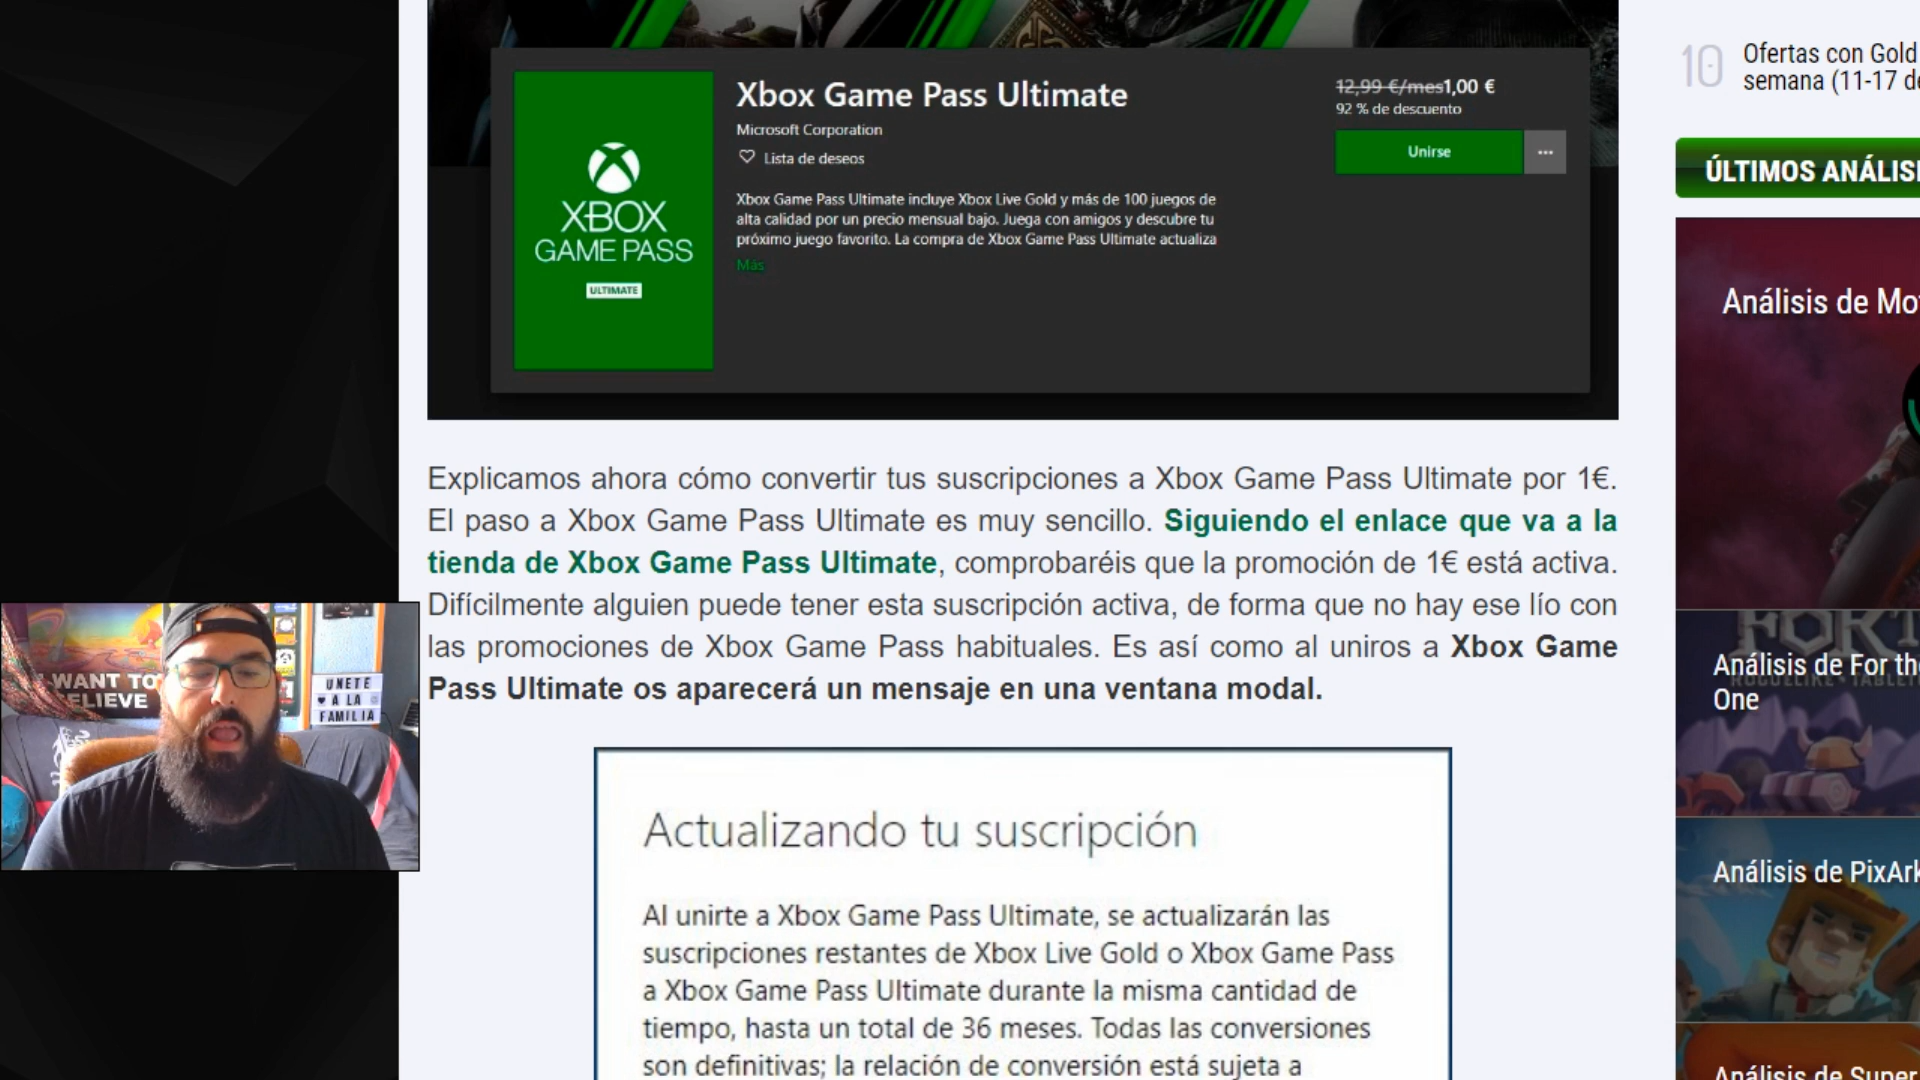 Xbox Game Pass Ultimate
Microsoft Corporation
Lista de deseos
Xbox Game Pass Ultimate incluye Xbox Live Gold y más de 100 juegos de
alta calidad por un precio mensual bajo. Juega con amigos y descubre tu
próximo juego favorito. La compra de Xbox Game Pass Ultimate actualiza
Más
12,99 €/mes1,00 €
92 % de descuento
Unirse
XBOX
GAME PASS
ULTIMATE
Explicamos ahora cómo convertir tus suscripciones a Xbox Game Pass Ultimate por 1€.
El paso a Xbox Game Pass Ultimate es muy sencillo. Siguiendo el enlace que va a la
tienda de Xbox Game Pass Ultimate, comprobaréis que la promoción de 1€ está activa.
Difícilmente alguien puede tener esta suscripción activa, de forma que no hay ese lío con
las promociones de Xbox Game Pass habituales. Es así como al uniros a Xbox Game
Pass Ultimate os aparecerá un mensaje en una ventana modal.
Actualizando tu suscripción
Al unirte a Xbox Game Pass Ultimate, se actualizarán las
suscripciones restantes de Xbox Live Gold o Xbox Game Pass
a Xbox Game Pass Ultimate durante la misma cantidad de
tiempo, hasta un total de 36 meses. Todas las conversiones
son definitivas; la relación de conversión está sujeta a
I WANT TO
BELIEVE
UNETE
A LA
FAMILIA
10
Ofertas con Gold
semana (11-17 de
ÚLTIMOS ANÁLISI
Análisis de Mot
FORT
Análisis de For the
One
Análisis de PixArk
Análisis de Super